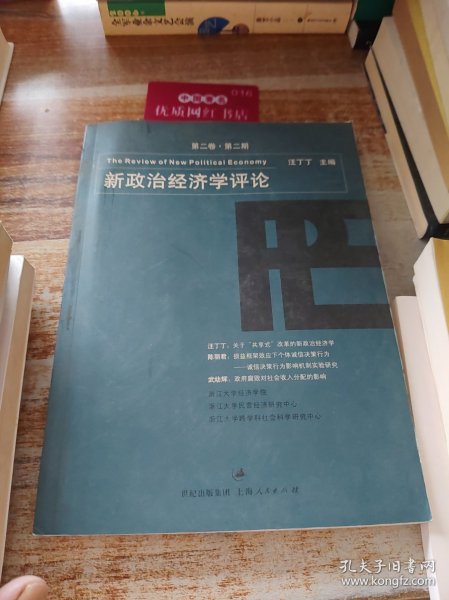 中国书店
016
优质网红书店
第二卷·第二期
The Review of New Political Economy
汪丁丁 主编
新政治经济学评论
汪丁丁：关于“共享式”改革的新政治经济学
陈丽君：损益框架效应下个体诚信决策行为
——诚信决策行为影响机制实验研究
武幼辉：政府腐败对社会收入分配的影响
浙江大学经济学院
浙江大学民营经济研究中心
浙江大学跨学科社会科学研究中心
世纪出版集团 上海人民出版社
孔夫子旧书网
www.kongfz.com